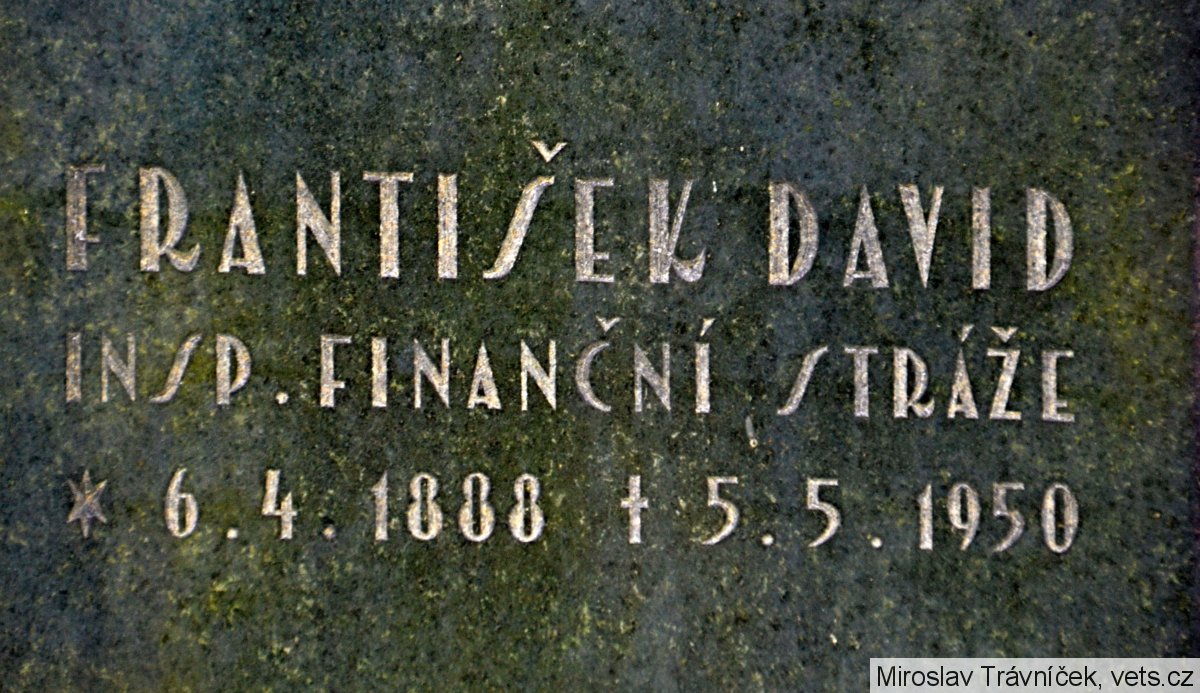 FRANTIŠEK DAVID
INSP. FINANČNÍ STRÁŽE
* 6.4.1888 † 5.5.1950
Miroslav Trávníček, vets.cz